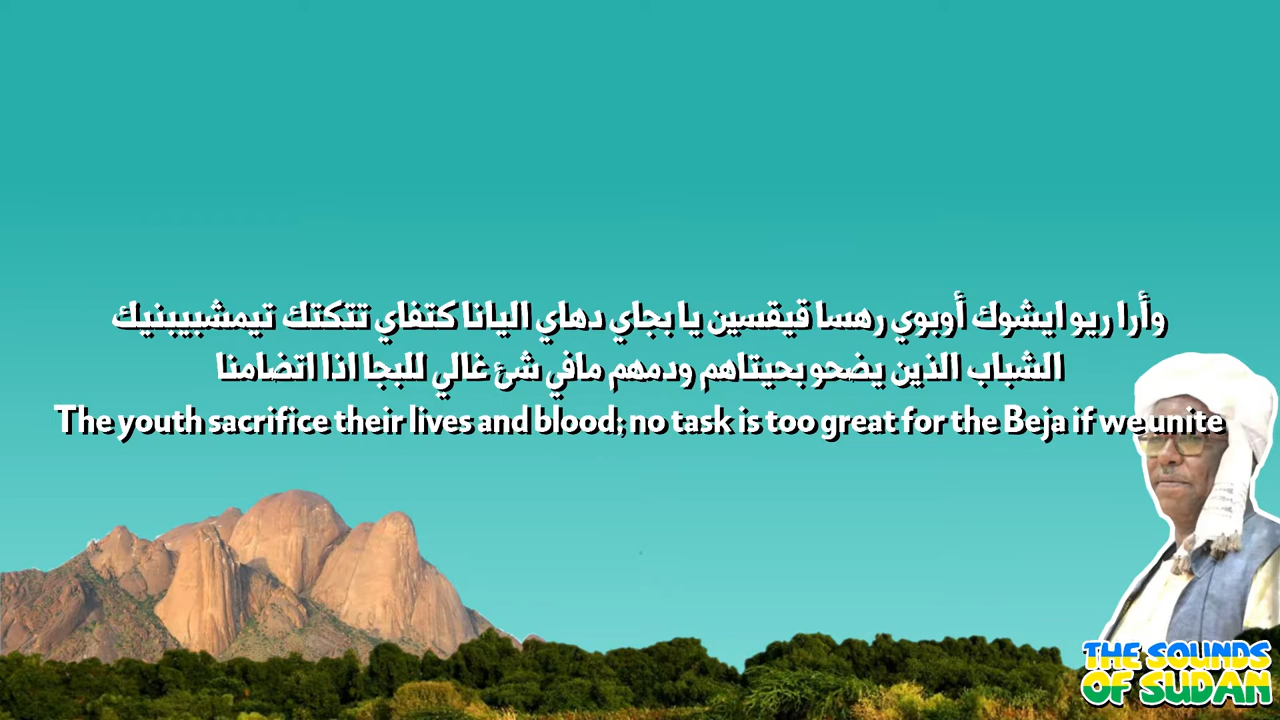 وأرا ريو ايشوك أوبوي رهسا قيقسين يا بجاي دهاي اليانا كتفاي تتكتك تيمشبيبنيك
الشباب الذين يضحو بحيتاهم ودمهم مافي شئ غالي للبجا اذا اتضامنا
The youth sacrifice their lives and blood; no task is too great for the Beja if we unite
THE SOUNDS
OF SUDAN